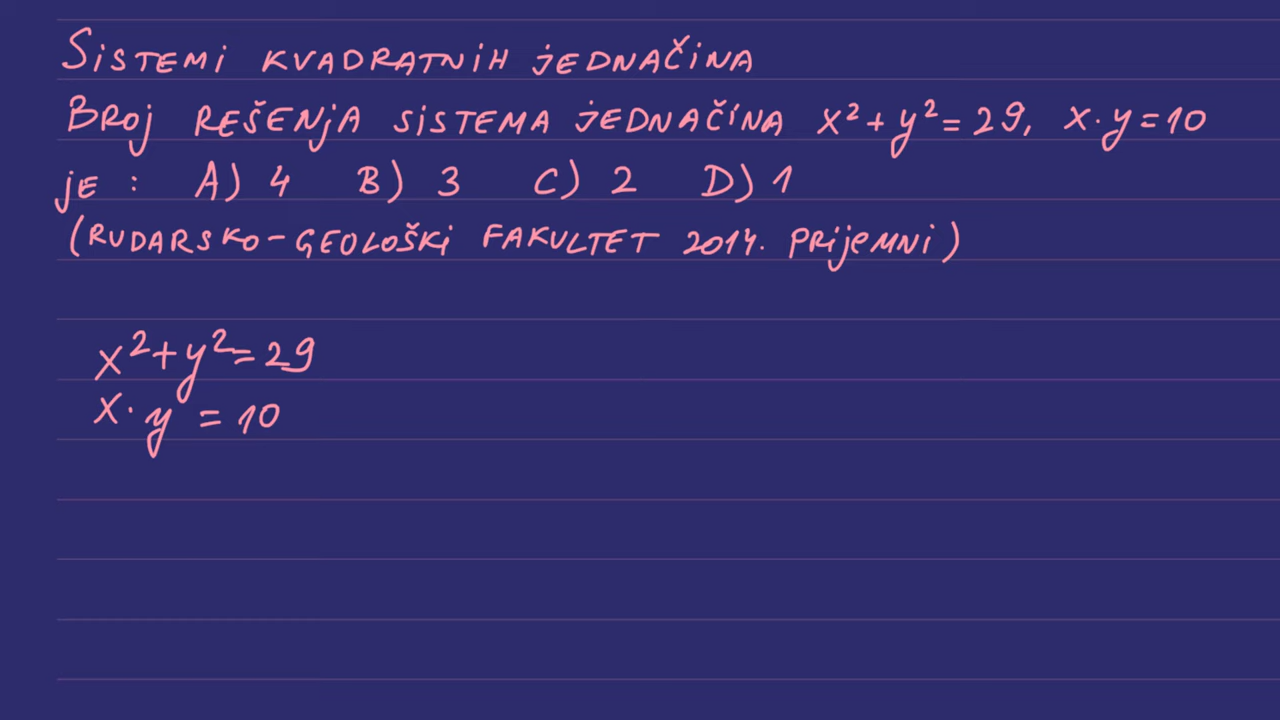 SISTEMI KVADRATNIH JEDNAČINA
BROJ REŠENJA SISTEMA JEDNAČINA x²+y²=29, x·y=10
JE : A) 4 B) 3 C) 2 D) 1
(RUDARSKO-GEOLOŠKI FAKULTET 2014. PRIJEMNI)
x²+y²=29
x·y=10